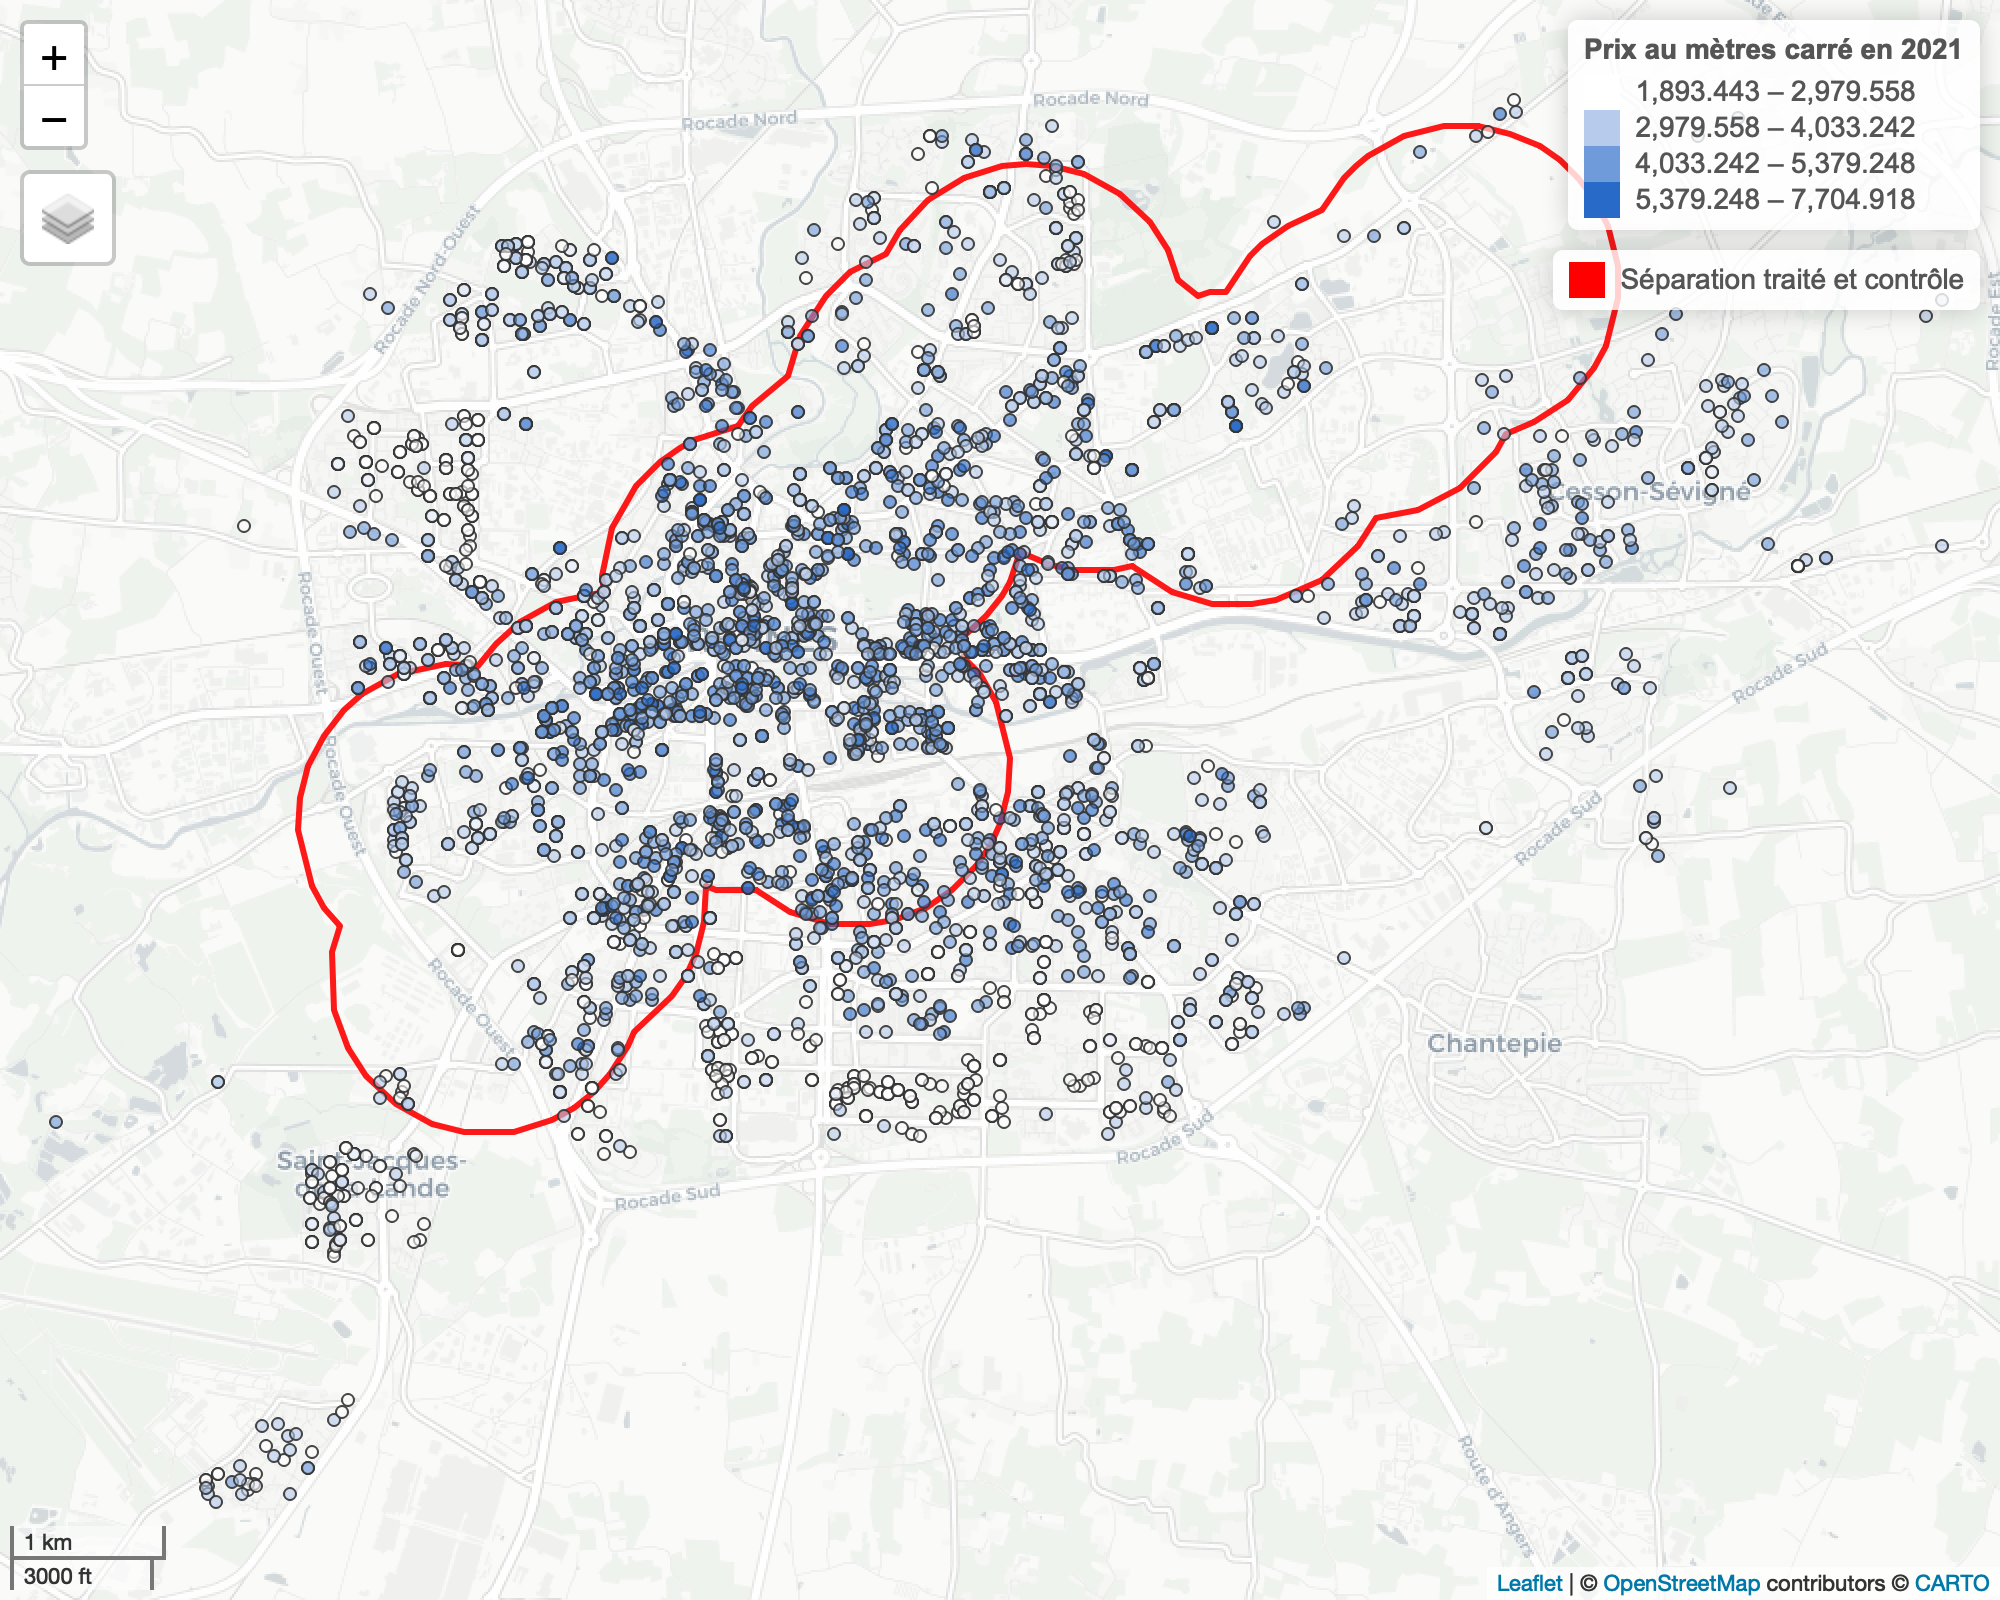 +
−
Prix au mètres carré en 2021
1,893.443 – 2,979.558
2,979.558 – 4,033.242
4,033.242 – 5,379.248
5,379.248 – 7,704.918
Séparation traité et contrôle
Rocade Nord
Rocade Nord
Rocade Nord-Ouest
Rocade Est
Cesson-Sévigné
Rocade Ouest
Rocade Sud
Rocade Ouest
Rocade Sud
Rocade Ouest
Chantepie
Rocade Sud
Saint-Jacques-
Lande
Rocade Sud
Route d'Angers
1 km
3000 ft
Leaflet | © OpenStreetMap contributors © CARTO